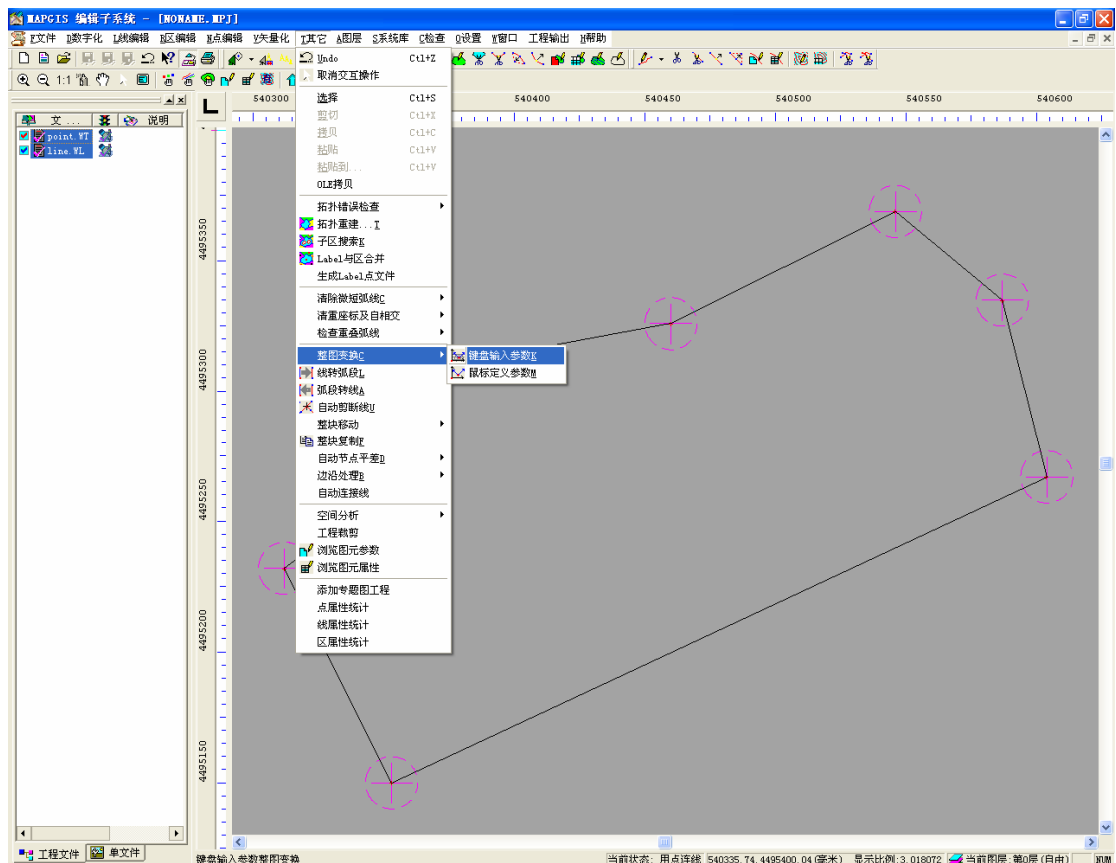 MAPGIS 编辑子系统 - [NONAME.MPJ]
F文件 D数字化 L线编辑 R区编辑 N点编辑 Y矢量化 T其它 A图层 S系统库 C检查 Q设置 W窗口 工程输出 H帮助
1:1
文... 说明
point.WT
line.WL
L
540300 540400 540450 540500 540550 540600
4495350
4495300
4495250
4495200
4495150
Undo Ctl+Z
取消交互操作
选择 Ctl+S
剪切 Ctl+X
拷贝 Ctl+C
粘贴 Ctl+V
粘贴到... Ctl+V
OLE拷贝
拓扑错误检查
拓扑重建...T
子区搜索K
Label与区合并
生成Label点文件
清除微短弧线C
清重座标及自相交
检查重叠弧线
整图变换C
键盘输入参数K
鼠标定义参数M
线转弧段L
弧段转线A
自动剪断线U
整块移动
整块复制F
自动节点平差D
边沿处理B
自动连接线
空间分析
工程裁剪
浏览图元参数
浏览图元属性
添加专题图工程
点属性统计
线属性统计
区属性统计
工程文件 单文件
键盘输入参数整图变换
当前状态: 用点连线 540335.74,4495400.04(毫米) 显示比例:3.018072 当前图层:第0层(自由) NUM